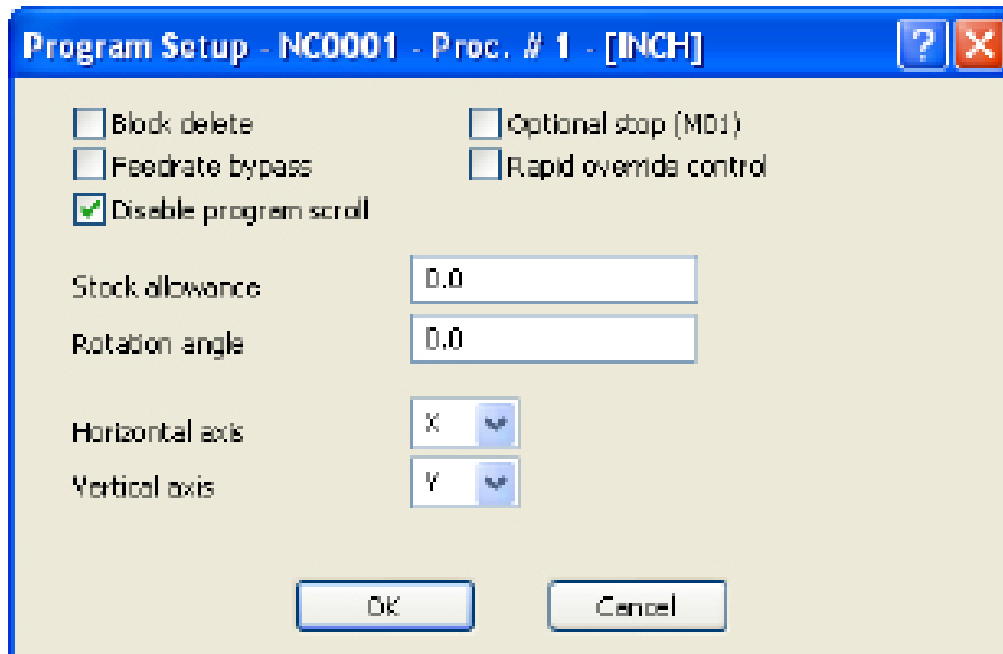 Program Setup - NC0001 - Proc. # 1 - [INCH]
Block delete
Optional stop (M01)
Feedrate bypass
Rapid override control
Disable program scroll
Stock allowance
0.0
Rotation angle
0.0
Horizontal axis
X
Vertical axis
Y
OK
Cancel